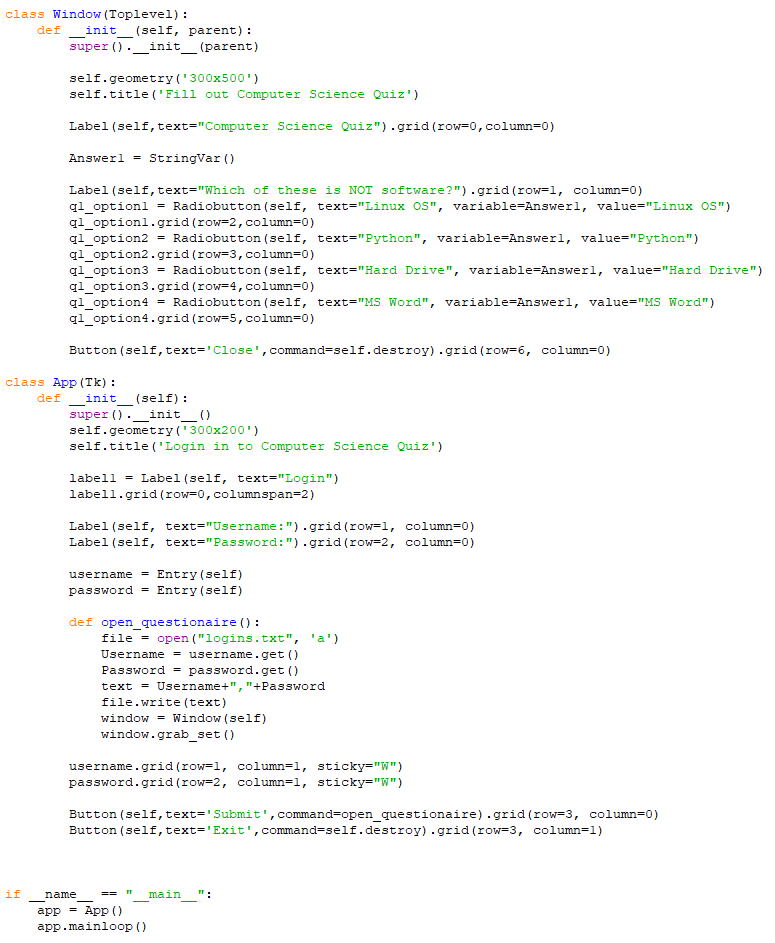 class Window(Toplevel):
    def __init__(self, parent):
        super().__init__(parent)

        self.geometry('300x500')
        self.title('Fill out Computer Science Quiz')

        Label(self,text="Computer Science Quiz").grid(row=0,column=0)

        Answer1 = StringVar()

        Label(self,text="Which of these is NOT software?").grid(row=1, column=0)
        q1_option1 = Radiobutton(self, text="Linux OS", variable=Answer1, value="Linux OS")
        q1_option1.grid(row=2,column=0)
        q1_option2 = Radiobutton(self, text="Python", variable=Answer1, value="Python")
        q1_option2.grid(row=3,column=0)
        q1_option3 = Radiobutton(self, text="Hard Drive", variable=Answer1, value="Hard Drive")
        q1_option3.grid(row=4,column=0)
        q1_option4 = Radiobutton(self, text="MS Word", variable=Answer1, value="MS Word")
        q1_option4.grid(row=5,column=0)

        Button(self,text='Close',command=self.destroy).grid(row=6, column=0)

class App(Tk):
    def __init__(self):
        super().__init__()
        self.geometry('300x200')
        self.title('Login in to Computer Science Quiz')

        label1 = Label(self, text="Login")
        label1.grid(row=0,columnspan=2)

        Label(self, text="Username:").grid(row=1, column=0)
        Label(self, text="Password:").grid(row=2, column=0)

        username = Entry(self)
        password = Entry(self)

        def open_questionaire():
            file = open("logins.txt", 'a')
            Username = username.get()
            Password = password.get()
            text = Username+","+Password
            file.write(text)
            window = Window(self)
            window.grab_set()

        username.grid(row=1, column=1, sticky="W")
        password.grid(row=2, column=1, sticky="W")

        Button(self,text='Submit',command=open_questionaire).grid(row=3, column=0)
        Button(self,text='Exit',command=self.destroy).grid(row=3, column=1)

if __name__ == "__main__":
    app = App()
    app.mainloop()